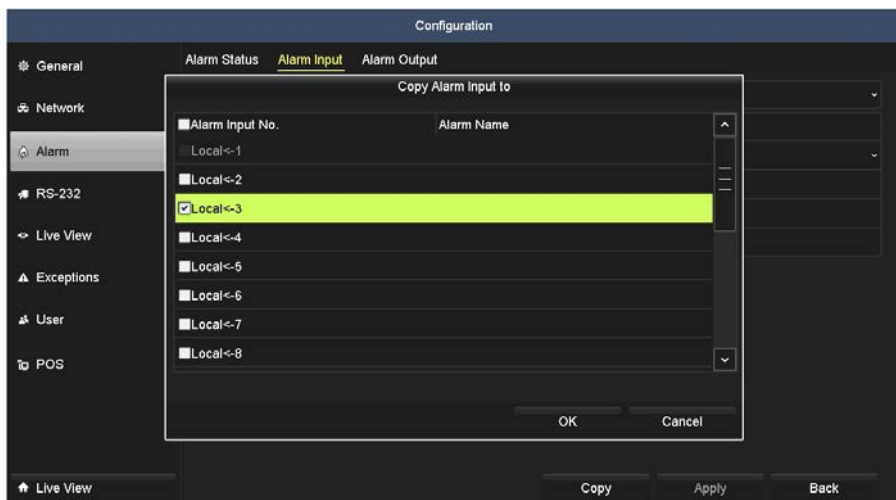 Configuration
General
Network
Alarm
RS-232
Live View
Exceptions
User
POS
Live View
Alarm Status Alarm Input Alarm Output
Copy Alarm Input to
Alarm Input No. Alarm Name
Local<-1
Local<-2
Local<-3
Local<-4
Local<-5
Local<-6
Local<-7
Local<-8
OK Cancel
Copy Apply Back